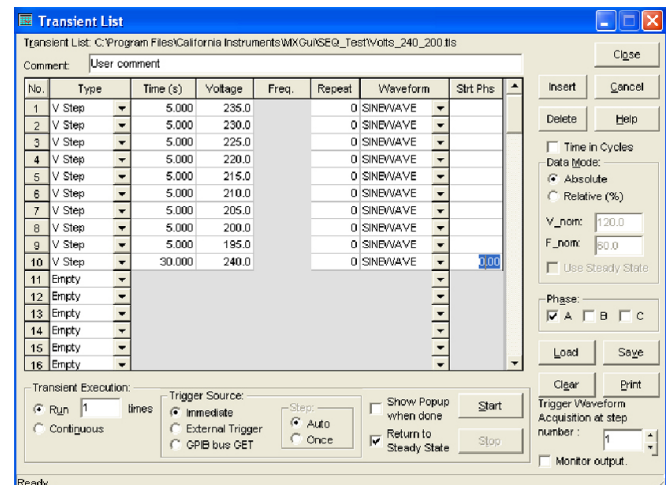 Transient List
Transient List: C:\Program Files\California Instruments\MXGui\SEQ_Test\Volts_240_200.tls
Close
Comment: User comment
No. Type Time (s) Voltage Freq. Repeat Waveform Strt Phs
1 V Step 5.000 235.0 0 SINEWAVE
2 V Step 5.000 230.0 0 SINEWAVE
3 V Step 5.000 225.0 0 SINEWAVE
4 V Step 5.000 220.0 0 SINEWAVE
5 V Step 5.000 215.0 0 SINEWAVE
6 V Step 5.000 210.0 0 SINEWAVE
7 V Step 5.000 205.0 0 SINEWAVE
8 V Step 5.000 200.0 0 SINEWAVE
9 V Step 5.000 195.0 0 SINEWAVE
10 V Step 30.000 240.0 0 SINEWAVE 0.00
11 Empty
12 Empty
13 Empty
14 Empty
15 Empty
16 Empty
Insert Cancel
Delete Help
Time in Cycles
Data Mode:
Absolute
Relative (%)
V_nom: 120.0
F_nom: 60.0
Use Steady State
Phase:
A B C
Load Save
Clear Print
Transient Execution:
Run 1 times
Continuous
Trigger Source:
Immediate
External Trigger
GPIB bus GET
Step:
Auto
Once
Show Popup
when done
Return to
Steady State
Start
Stop
Trigger Waveform
Acquisition at step
number : 1
Monitor output.
Ready